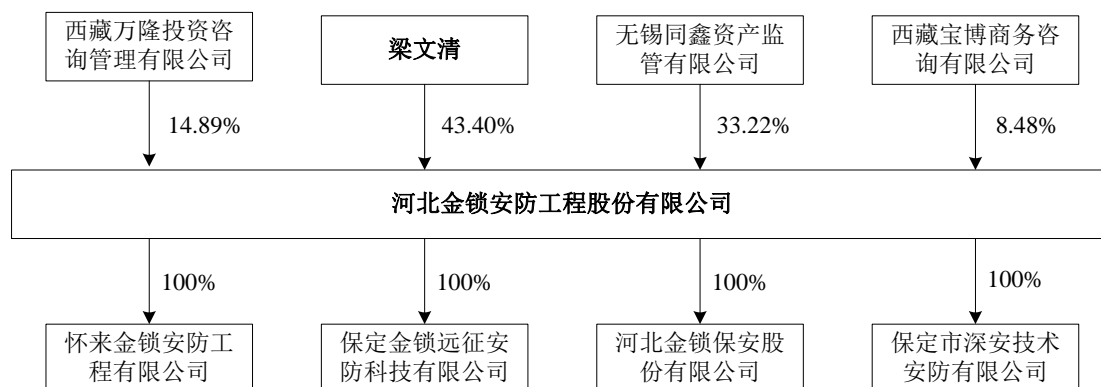 西藏万隆投资咨
询管理有限公司
梁文清
无锡同鑫资产监
管有限公司
西藏宝博商务咨
询有限公司
14.89%
43.40%
33.22%
8.48%
河北金锁安防工程股份有限公司
100%
100%
100%
100%
怀来金锁安防工
程有限公司
保定金锁远征安
防科技有限公司
河北金锁保安股
份有限公司
保定市深安技术
安防有限公司